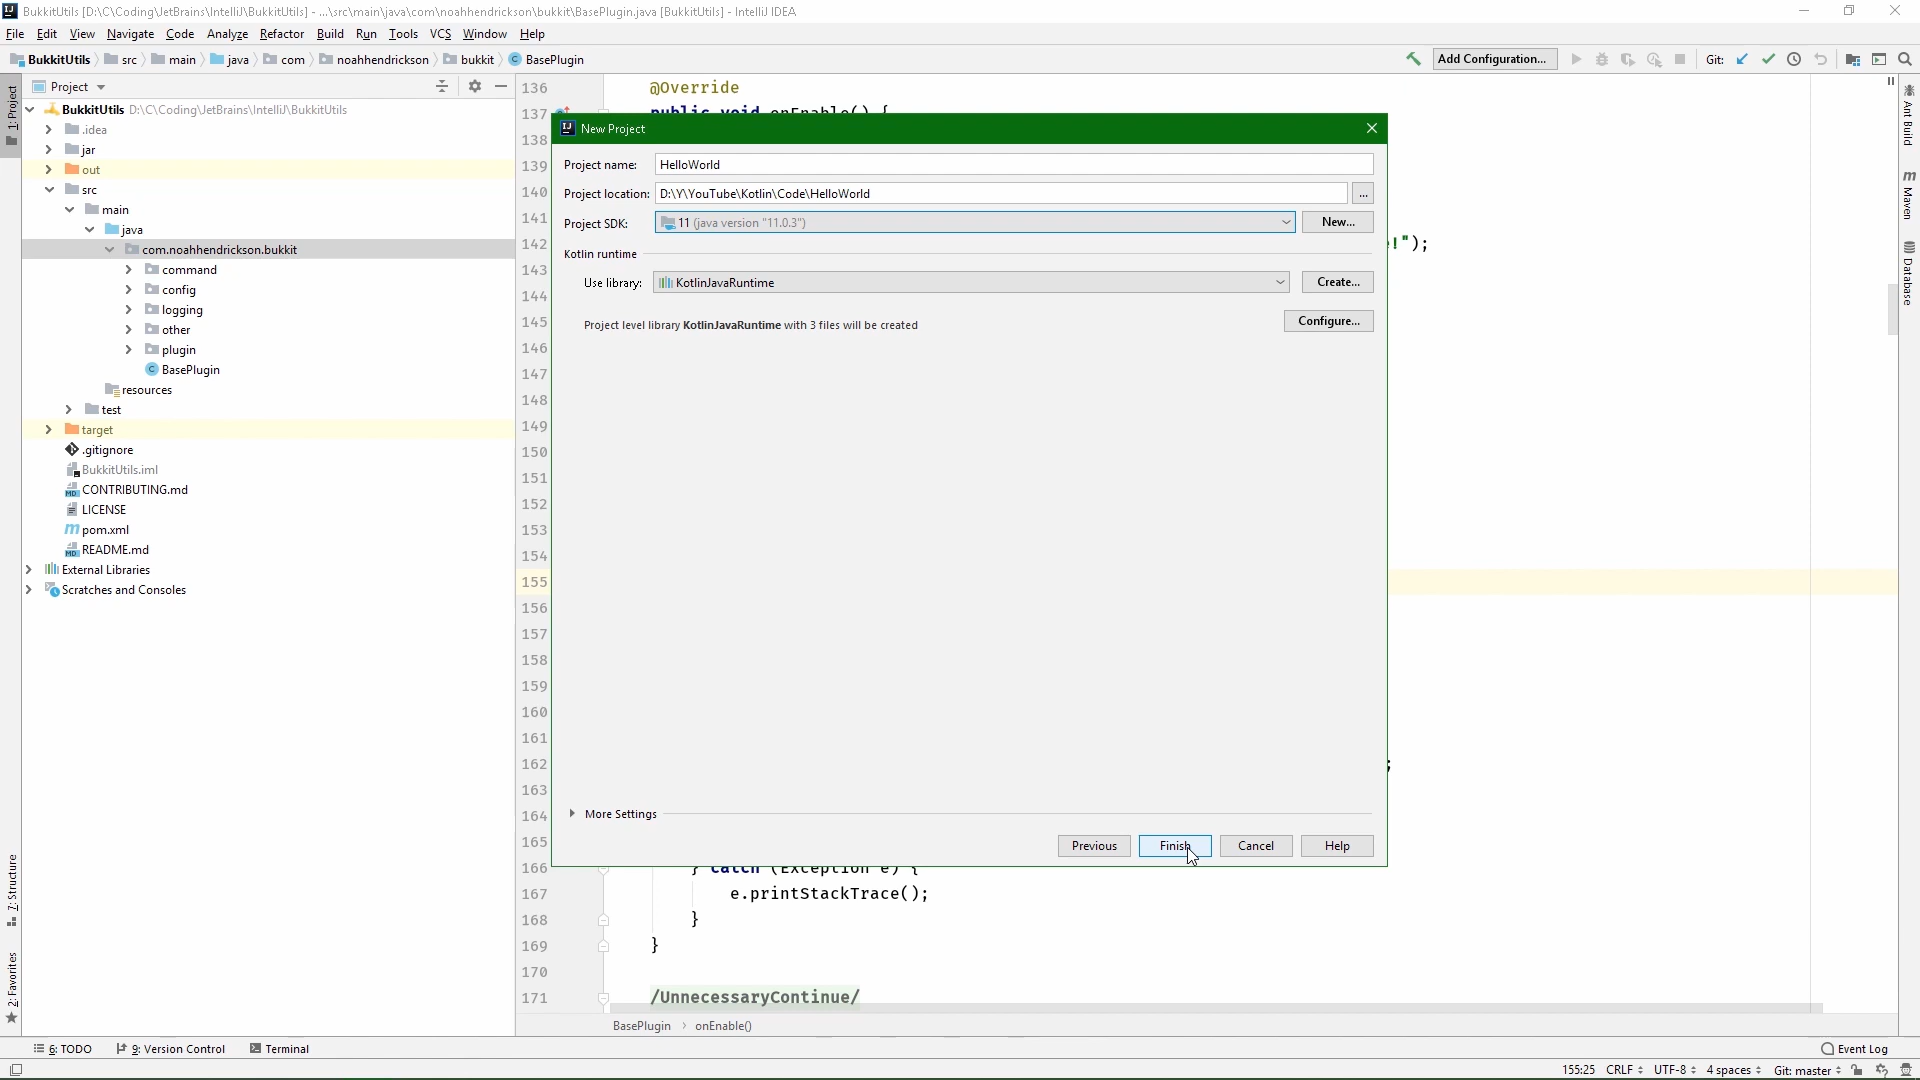 BukkitUtils [D:\C\Coding\JetBrains\IntelliJ\BukkitUtils] - ...\src\main\java\com\noahhendrickson\bukkit\BasePlugin.java [BukkitUtils] - IntelliJ IDEA
File Edit View Navigate Code Analyze Refactor Build Run Tools VCS Window Help
BukkitUtils src main java com noahhendrickson bukkit BasePlugin Add Configuration... Git:
Project
1: Project
BukkitUtils D:\C\Coding\JetBrains\IntelliJ\BukkitUtils
.idea
jar
out
src
main
java
com.noahhendrickson.bukkit
command
config
logging
other
plugin
BasePlugin
resources
test
target
.gitignore
BukkitUtils.iml
CONTRIBUTING.md
LICENSE
pom.xml
README.md
External Libraries
Scratches and Consoles
7: Structure
2: Favorites
136 @Override
137 public void onEnable() {
138
139
140
141
142 !");
143
144
145
146
147
148
149
150
151
152
153
154
155
156
157
158
159
160
161
162 ;
163
164
165
166 } catch (Exception e) {
167 e.printStackTrace();
168 }
169 }
170
171 /UnnecessaryContinue/
New Project
Project name: HelloWorld
Project location: D:\Y\YouTube\Kotlin\Code\HelloWorld ...
Project SDK: 11 (java version "11.0.3") New...
Kotlin runtime
Use library: KotlinJavaRuntime Create...
Project level library KotlinJavaRuntime with 3 files will be created Configure...
More Settings
Previous Finish Cancel Help
Ant Build
Maven
Database
BasePlugin onEnable()
6: TODO 9: Version Control Terminal Event Log
155:25 CRLF UTF-8 4 spaces Git: master